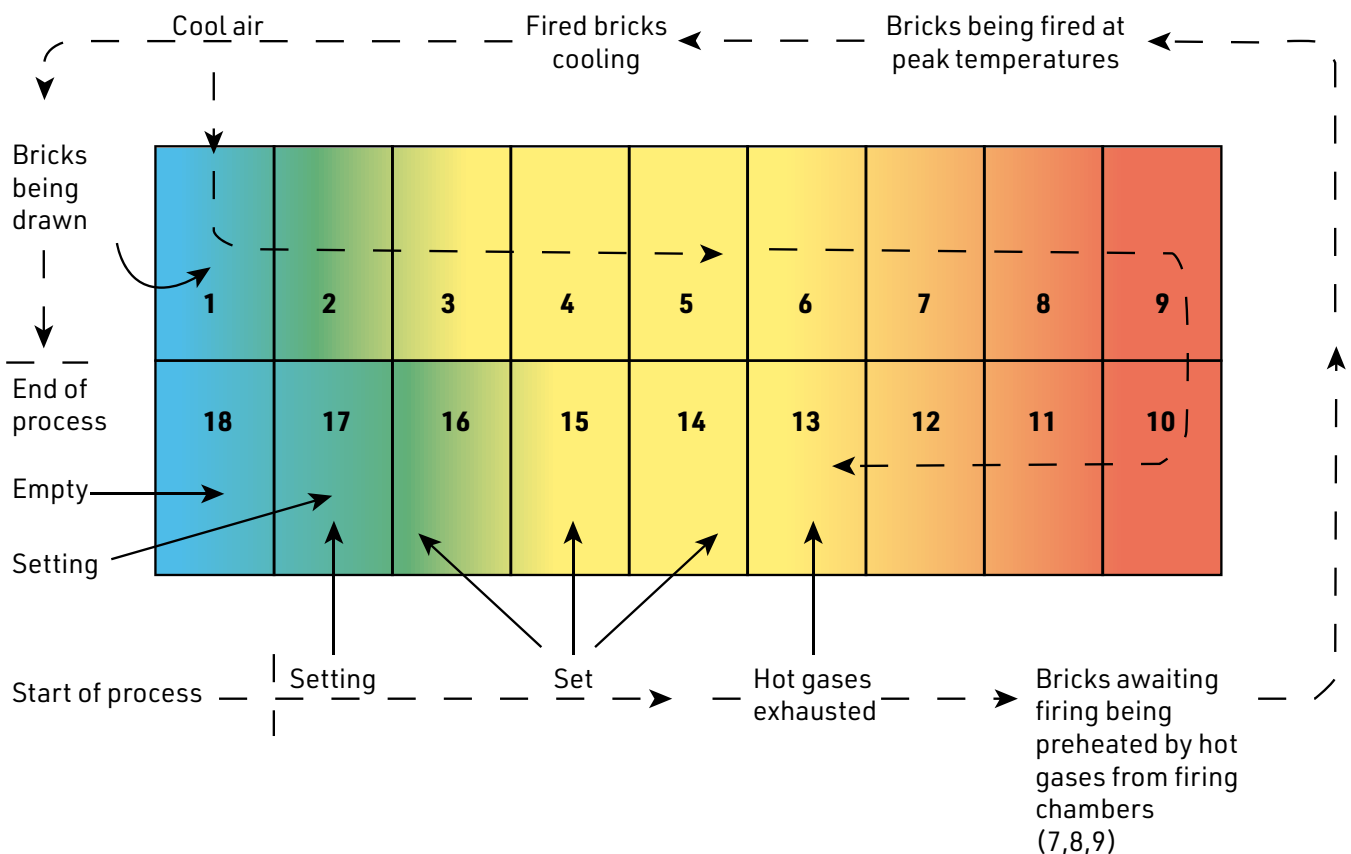 Cool air
Fired bricks
cooling
Bricks being fired at
peak temperatures
Bricks
being
drawn
1
2
3
4
5
6
7
8
9
End of
process
18
17
16
15
14
13
12
11
10
Empty
Setting
Start of process
Setting
Set
Hot gases
exhausted
Bricks awaiting
firing being
preheated by hot
gases from firing
chambers
(7,8,9)